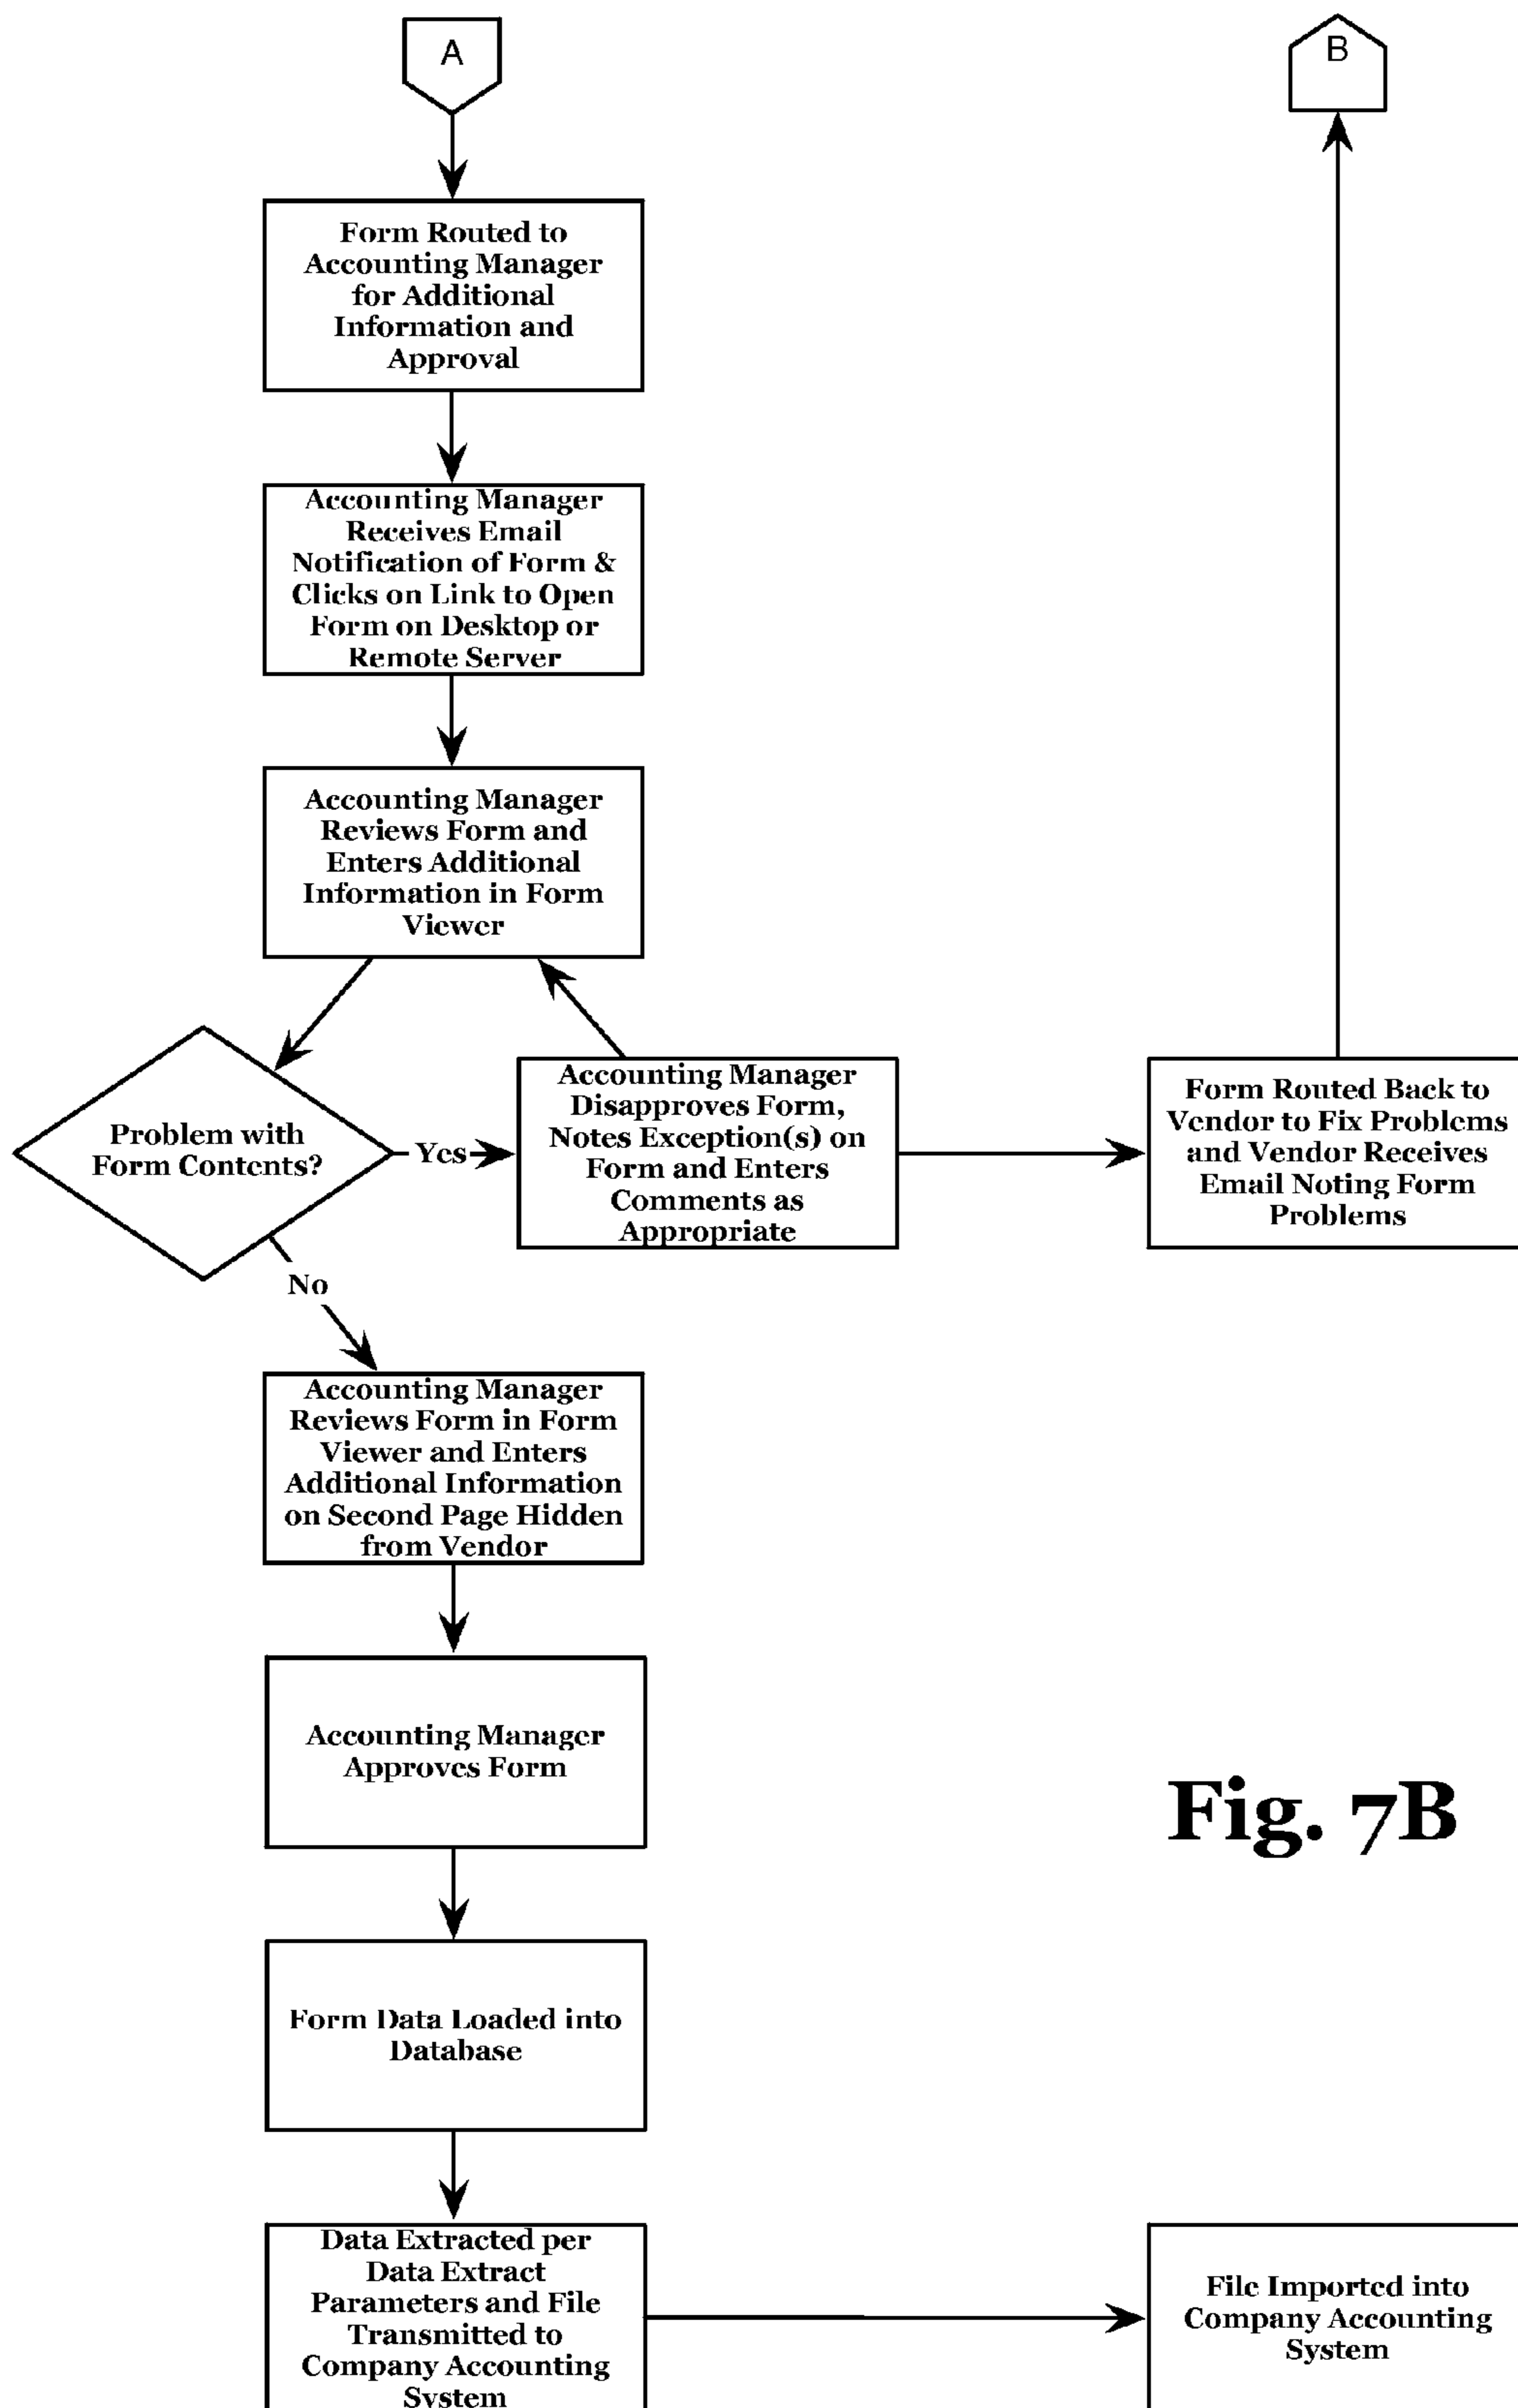 A
B
Form Routed to
Accounting Manager
for Additional
Information and
Approval
Accounting Manager
Receives Email
Notification of Form &
Clicks on Link to Open
Form on Desktop or
Remote Server
Accounting Manager
Reviews Form and
Enters Additional
Information in Form
Viewer
Problem with
Form Contents?
Yes
Accounting Manager
Disapproves Form,
Notes Exception(s) on
Form and Enters
Comments as
Appropriate
Form Routed Back to
Vendor to Fix Problems
and Vendor Receives
Email Noting Form
Problems
No
Accounting Manager
Reviews Form in Form
Viewer and Enters
Additional Information
on Second Page Hidden
from Vendor
Accounting Manager
Approves Form
Fig. 7B
Form Data Loaded into
Database
Data Extracted per
Data Extract
Parameters and File
Transmitted to
Company Accounting
System
File Imported into
Company Accounting
System